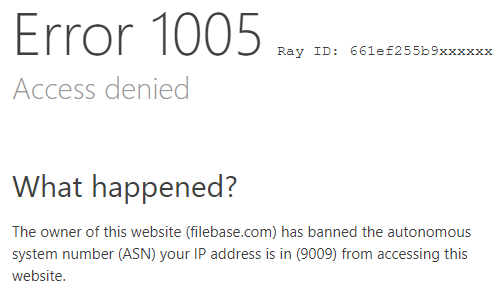 Error 1005 Ray ID: 661ef255b9xxxxxx
Access denied
What happened?
The owner of this website (filebase.com) has banned the autonomous
system number (ASN) your IP address is in (9009) from accessing this
website.